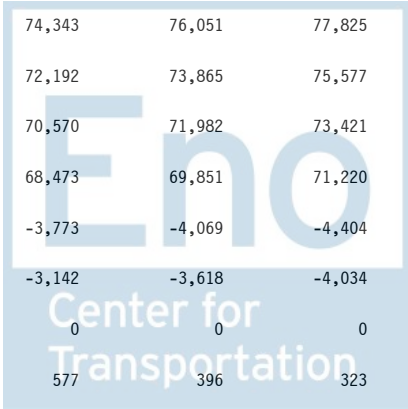 74,343 76,051 77,825
72,192 73,865 75,577
70,570 71,982 73,421
68,473 69,851 71,220
-3,773 -4,069 -4,404
-3,142 -3,618 -4,034
0 0 0
577 396 323
Eno
Center for
Transportation